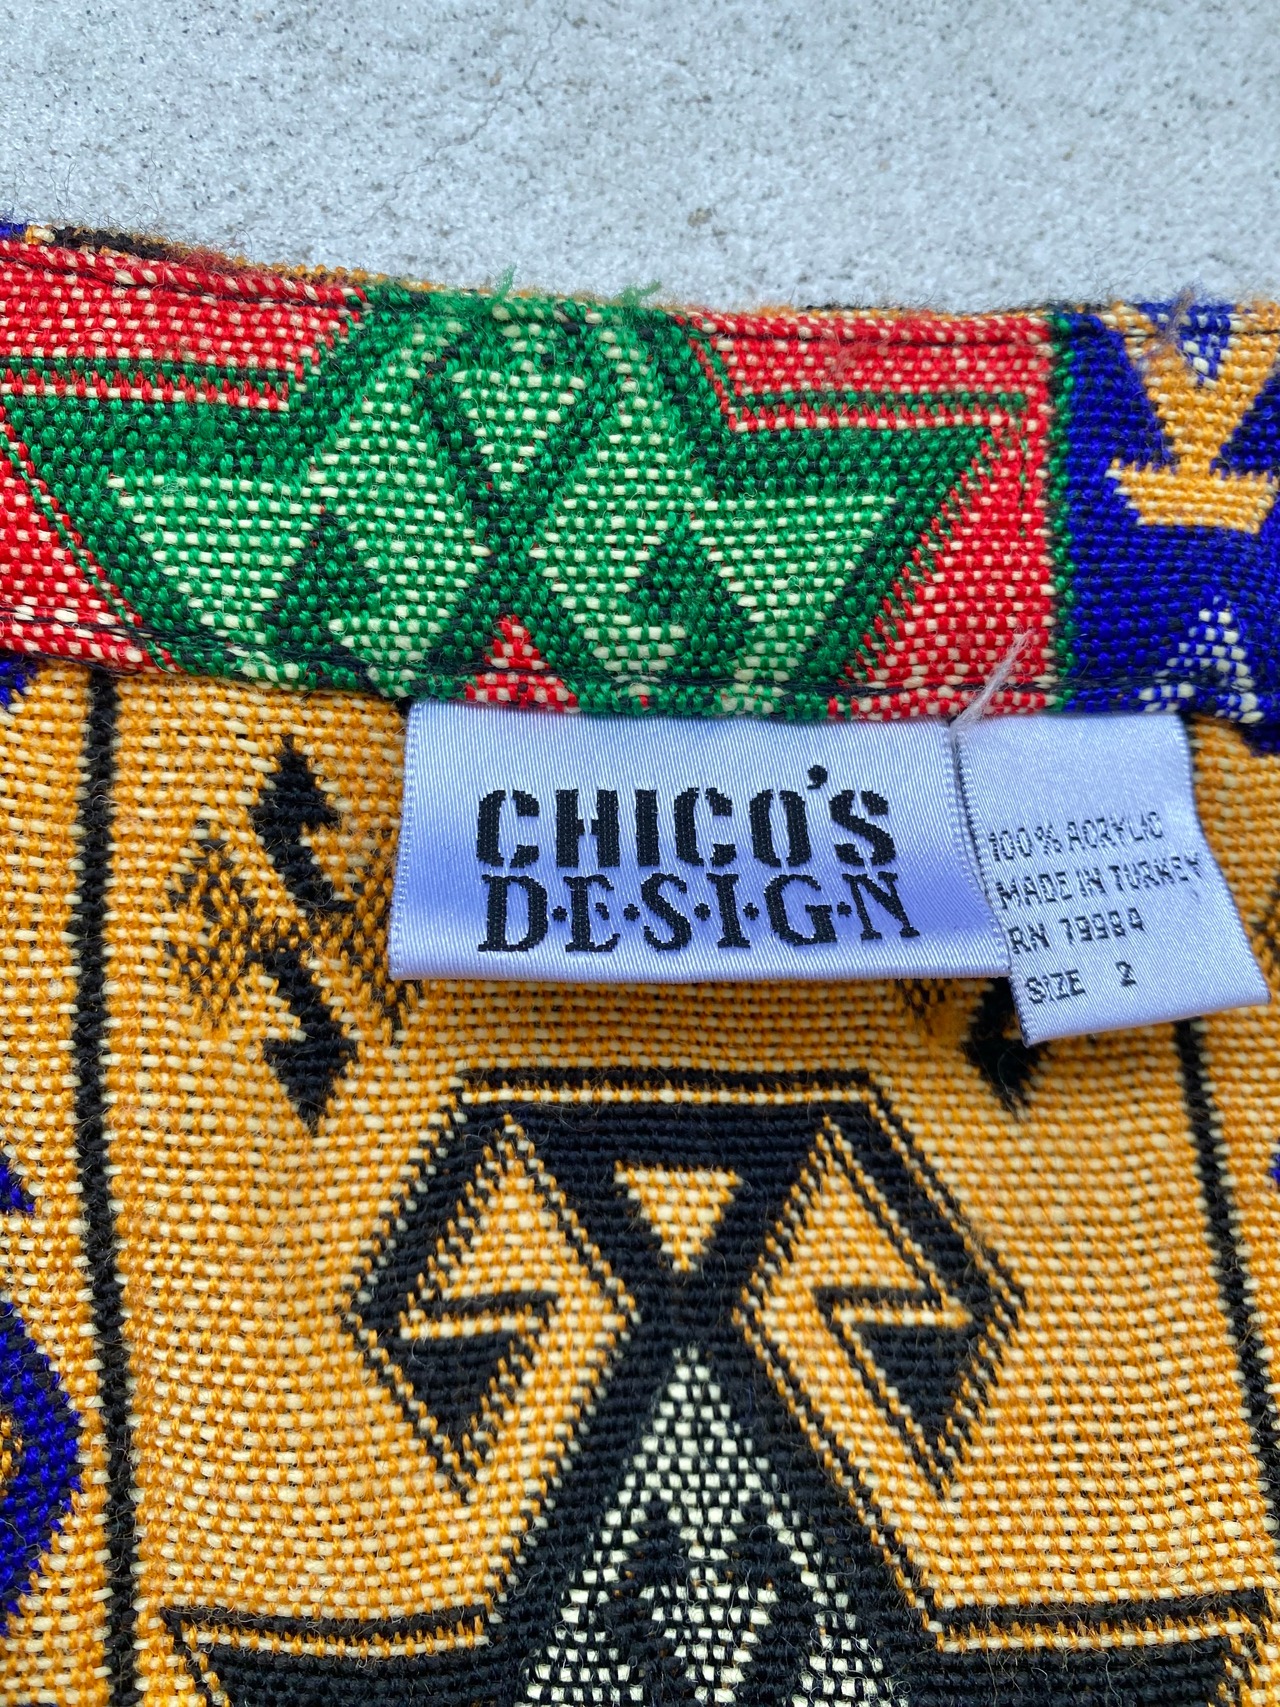 CHICO'S
D•E•S•I•G•N
100% ACRYLIC
MADE IN TURKEY
RN 79984
SIZE 2